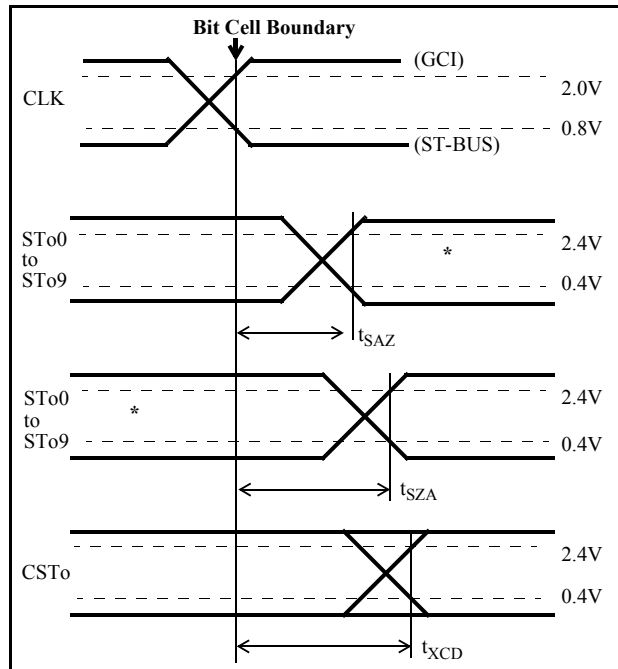 Bit Cell Boundary
(GCI)
CLK
2.0V
0.8V
(ST-BUS)
STo0
to
STo9
*
2.4V
0.4V
tSAZ
STo0
to
STo9
*
2.4V
0.4V
tSZA
CSTo
2.4V
0.4V
tXCD